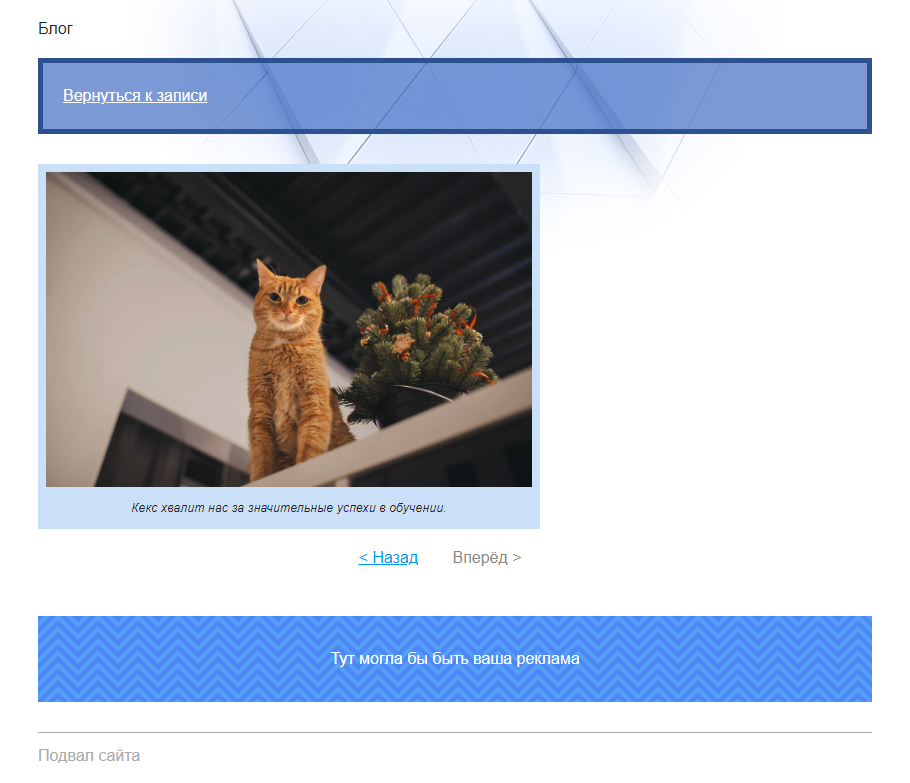 Блог
Вернуться к записи
Кекс хвалит нас за значительные успехи в обучении.
< Назад Вперёд >
Тут могла бы быть ваша реклама
Подвал сайта